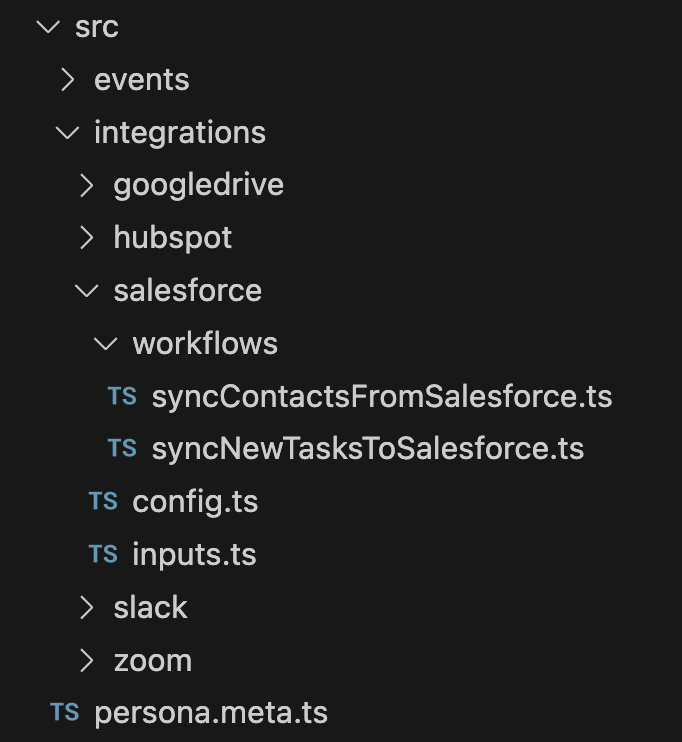 src
events
integrations
googledrive
hubspot
salesforce
workflows
TS syncContactsFromSalesforce.ts
TS syncNewTasksToSalesforce.ts
TS config.ts
TS inputs.ts
slack
zoom
TS persona.meta.ts